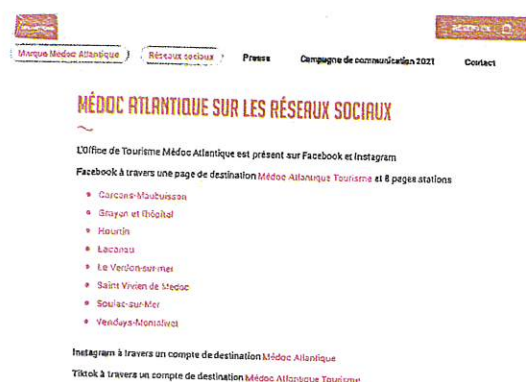 Marque Médoc Atlantique
Réseaux sociaux
Presse
Campagne de communication 2021
Contact
MÉDOC ATLANTIQUE SUR LES RÉSEAUX SOCIAUX
L'Office de Tourisme Médoc Atlantique est présent sur Facebook et Instagram
Facebook à travers une page de destination Médoc Atlantique Tourisme et 8 pages stations
Carcans-Maubuisson
Grayan et l'hôpital
Hourtin
Lacanau
Le Verdon-sur-mer
Saint Vivien de Medoc
Soulac-sur-Mer
Vendays-Montalivet
Instagram à travers un compte de destination Médoc Atlantique
Tiktok à travers un compte de destination Médoc Atlantique Tourisme